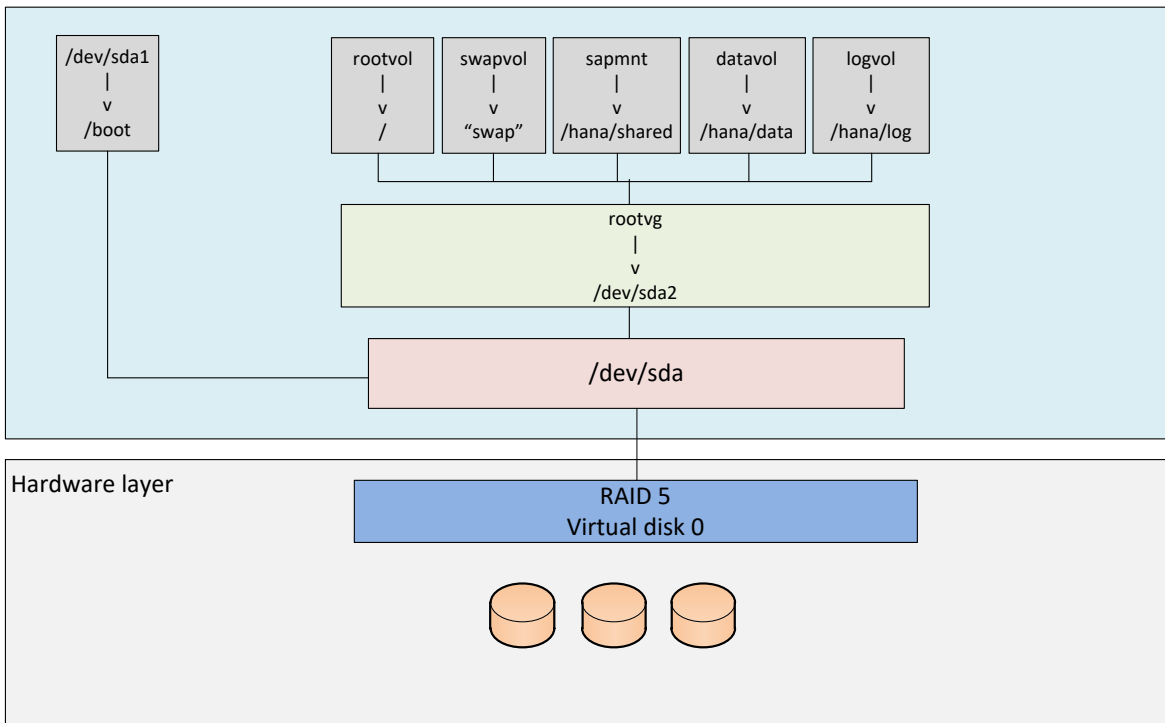 /dev/sda1
|
v
/boot
rootvol
|
v
/
swapvol
|
v
“swap”
sapmnt
|
v
/hana/shared
datavol
|
v
/hana/data
logvol
|
v
/hana/log
rootvg
|
v
/dev/sda2
/dev/sda
Hardware layer
RAID 5
Virtual disk 0